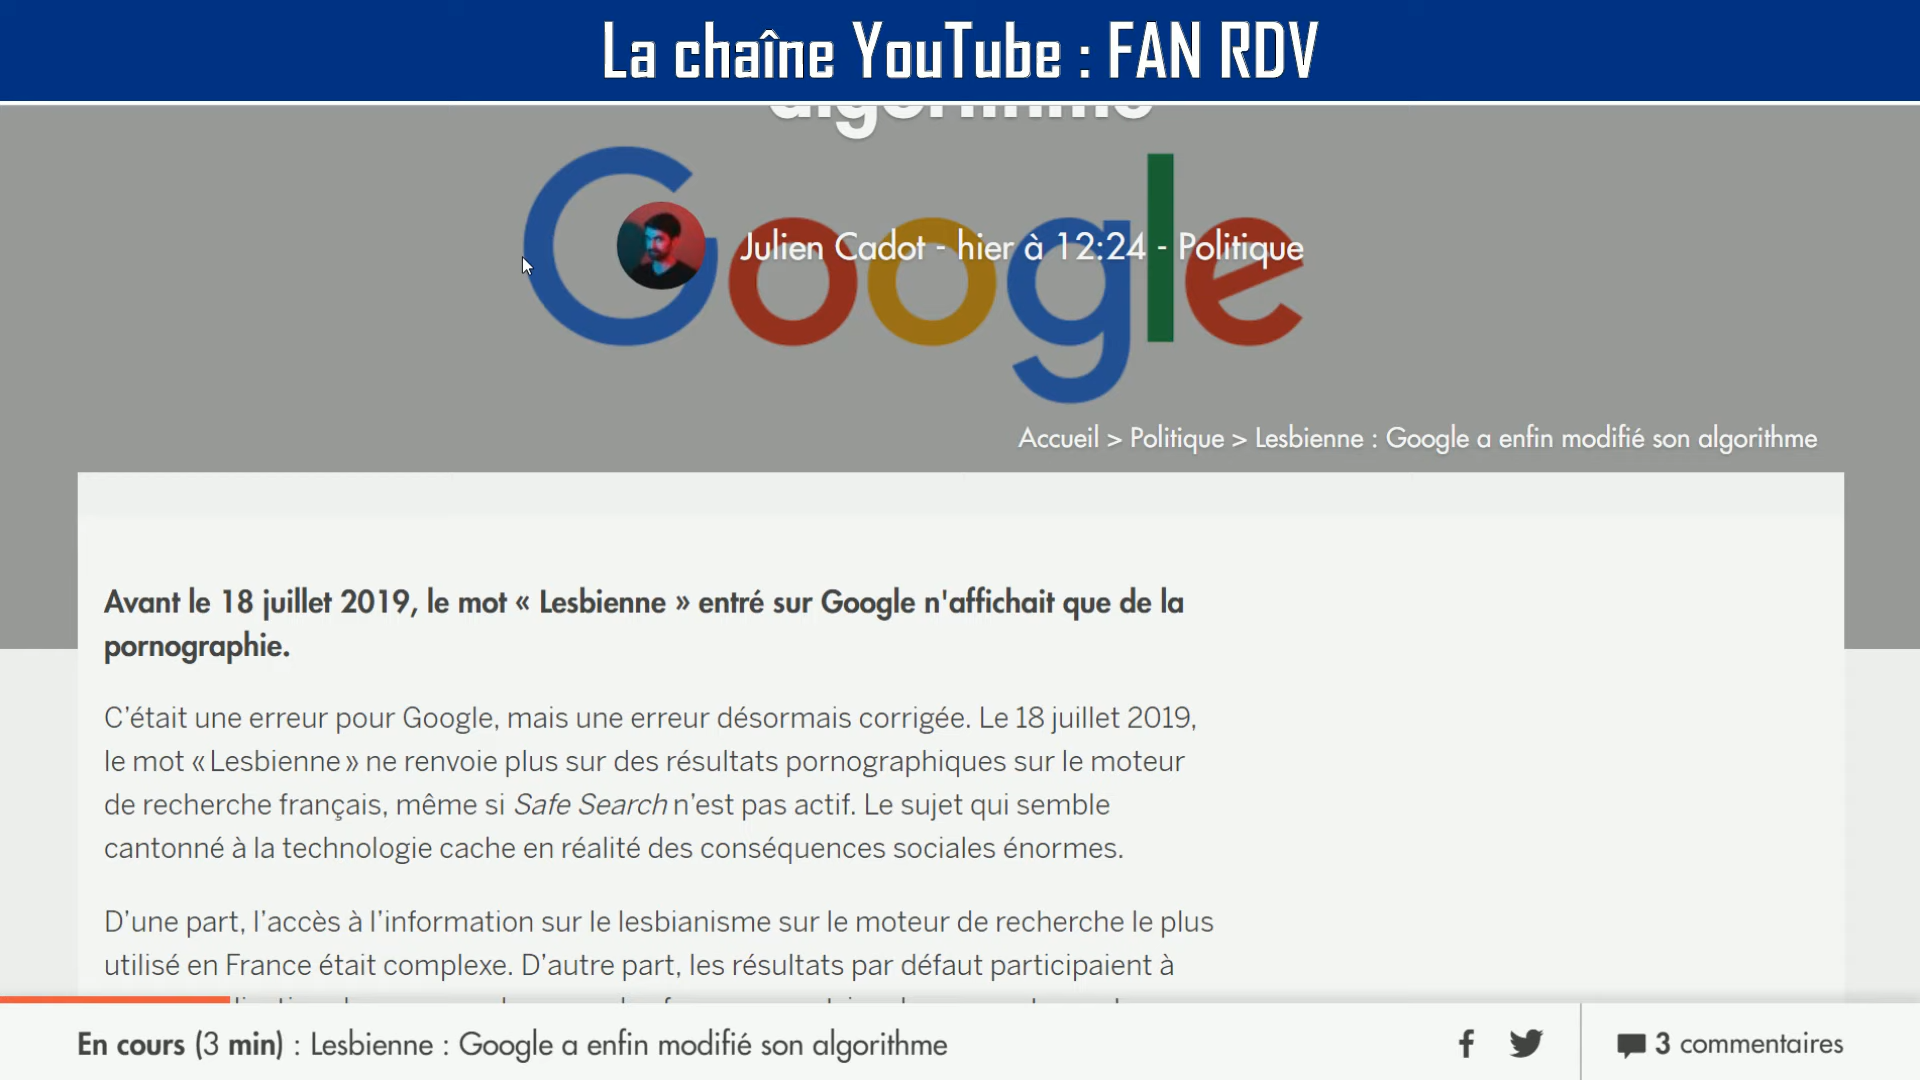 La chaîne YouTube : FAN RDV
algorithme
Google
Julien Cadot - hier à 12:24 - Politique
Accueil > Politique > Lesbienne : Google a enfin modifié son algorithme
Avant le 18 juillet 2019, le mot « Lesbienne » entré sur Google n'affichait que de la
pornographie.
C’était une erreur pour Google, mais une erreur désormais corrigée. Le 18 juillet 2019,
le mot « Lesbienne » ne renvoie plus sur des résultats pornographiques sur le moteur
de recherche français, même si Safe Search n’est pas actif. Le sujet qui semble
cantonné à la technologie cache en réalité des conséquences sociales énormes.
D’une part, l’accès à l’information sur le lesbianisme sur le moteur de recherche le plus
utilisé en France était complexe. D’autre part, les résultats par défaut participaient à
En cours (3 min) : Lesbienne : Google a enfin modifié son algorithme
3 commentaires